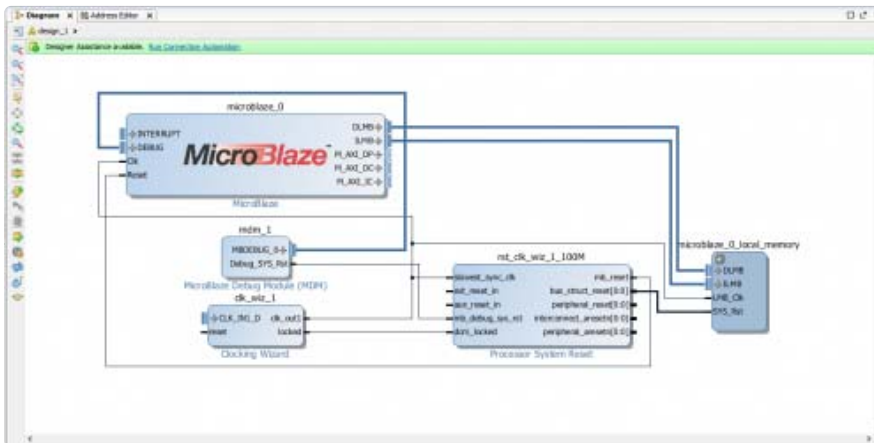 Diagram × Address Editor ×
design_1
Designer Assistance available. Run Connection Automation
microblaze_0
INTERRUPT
DEBUG
Clk
Reset
MicroBlaze
DLMB
ILMB
M_AXI_DP
M_AXI_DC
M_AXI_IC
MicroBlaze
mdm_1
MBDEBUG_0
Debug_SYS_Rst
MicroBlaze Debug Module (MDM)
clk_wiz_1
CLK_IN1_D
reset
clk_out1
locked
Clocking Wizard
rst_clk_wiz_1_100M
slowest_sync_clk
ext_reset_in
aux_reset_in
mb_debug_sys_rst
dcm_locked
mb_reset
bus_struct_reset[0:0]
peripheral_reset[0:0]
interconnect_aresetn[0:0]
peripheral_aresetn[0:0]
Processor System Reset
microblaze_0_local_memory
DLMB
ILMB
LMB_Clk
SYS_Rst